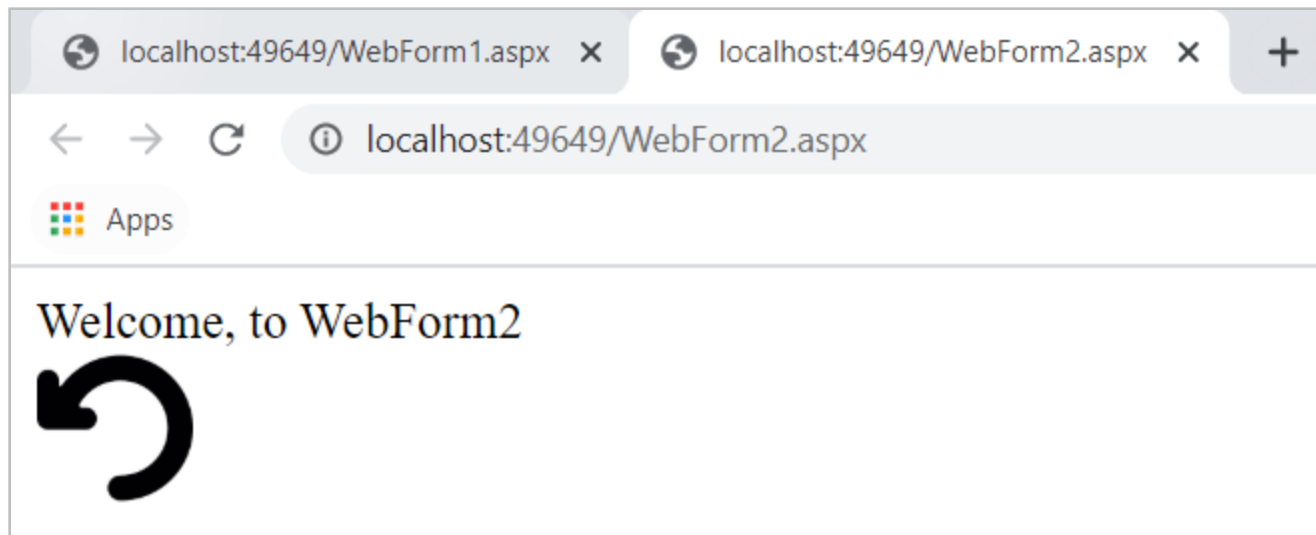 localhost:49649/WebForm1.aspx
localhost:49649/WebForm2.aspx
localhost:49649/WebForm2.aspx
Apps
Welcome, to WebForm2